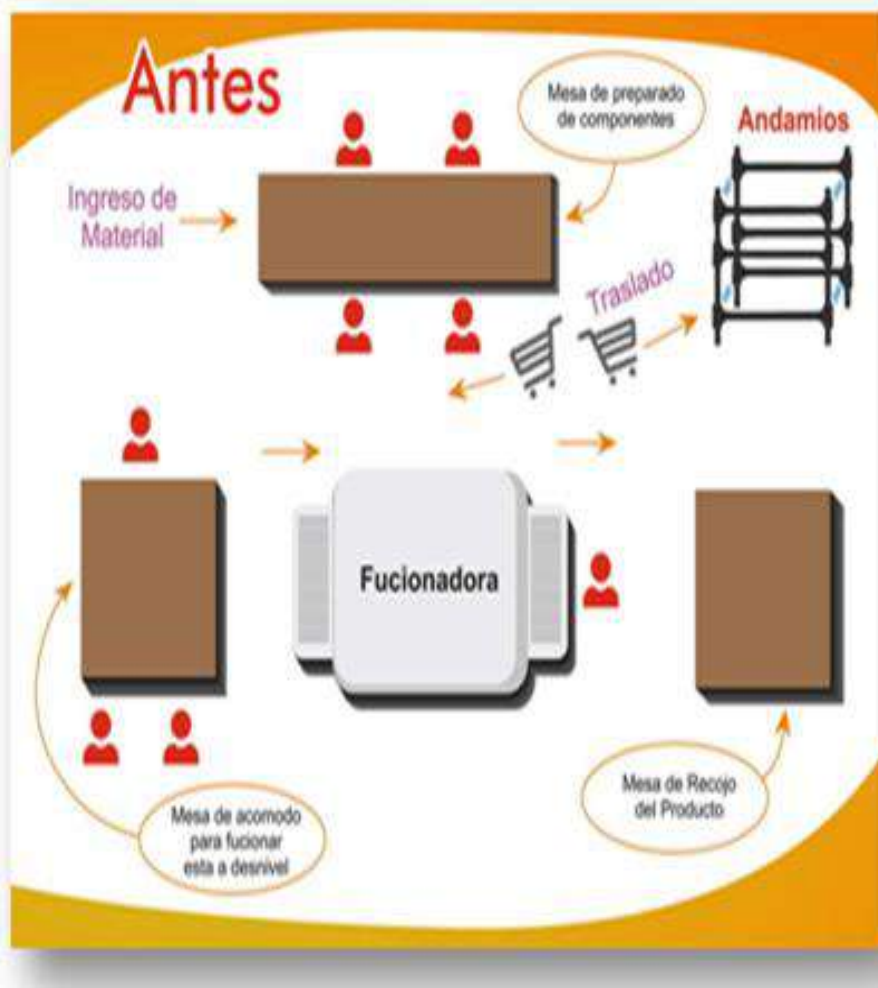 Antes
Mesa de preparado
de componentes
Andamios
Ingreso de
Material
Traslado
Fucionadora
Mesa de acomodo
para fucionar
esta a desnivel
Mesa de Recojo
del Producto